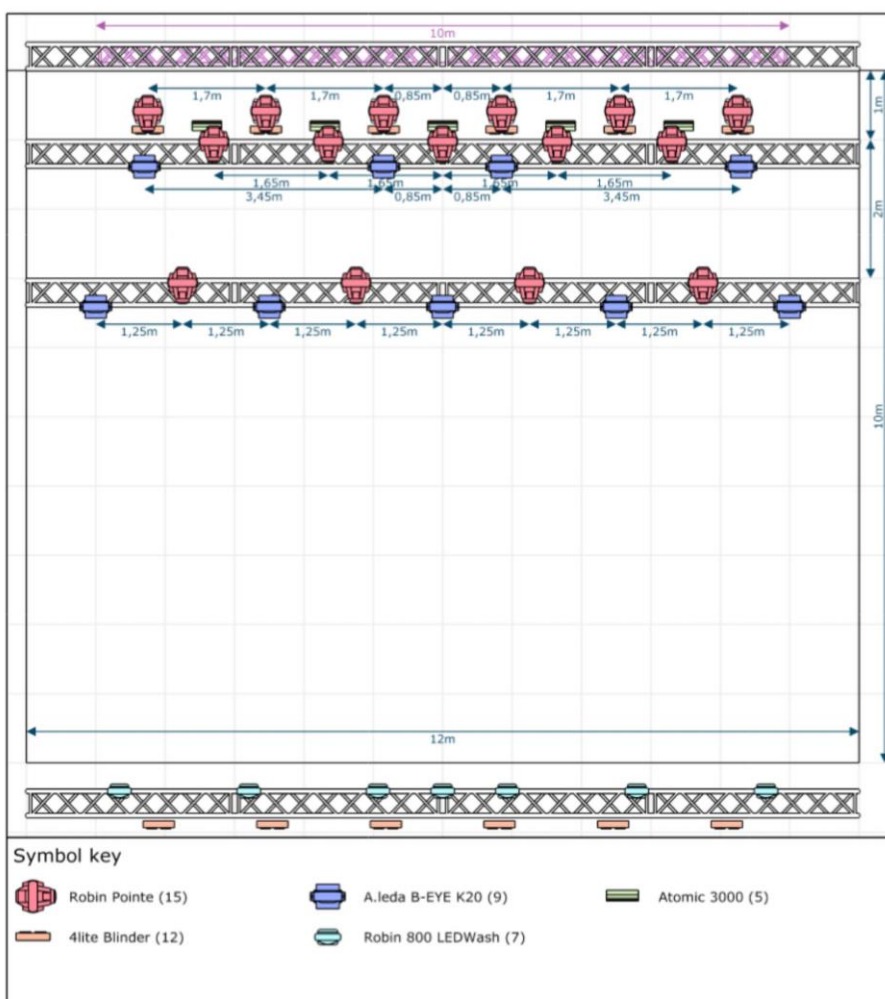 10m
1,7m 1,7m 0,85m 0,85m 1,7m 1,7m
1m
1,65m 1,65m 1,65m 1,65m
3,45m 0,85m 0,85m 3,45m
2m
1,25m 1,25m 1,25m 1,25m 1,25m 1,25m 1,25m 1,25m
10m
12m
Symbol key
Robin Pointe (15) A.leda B-EYE K20 (9) Atomic 3000 (5)
4lite Blinder (12) Robin 800 LEDWash (7)